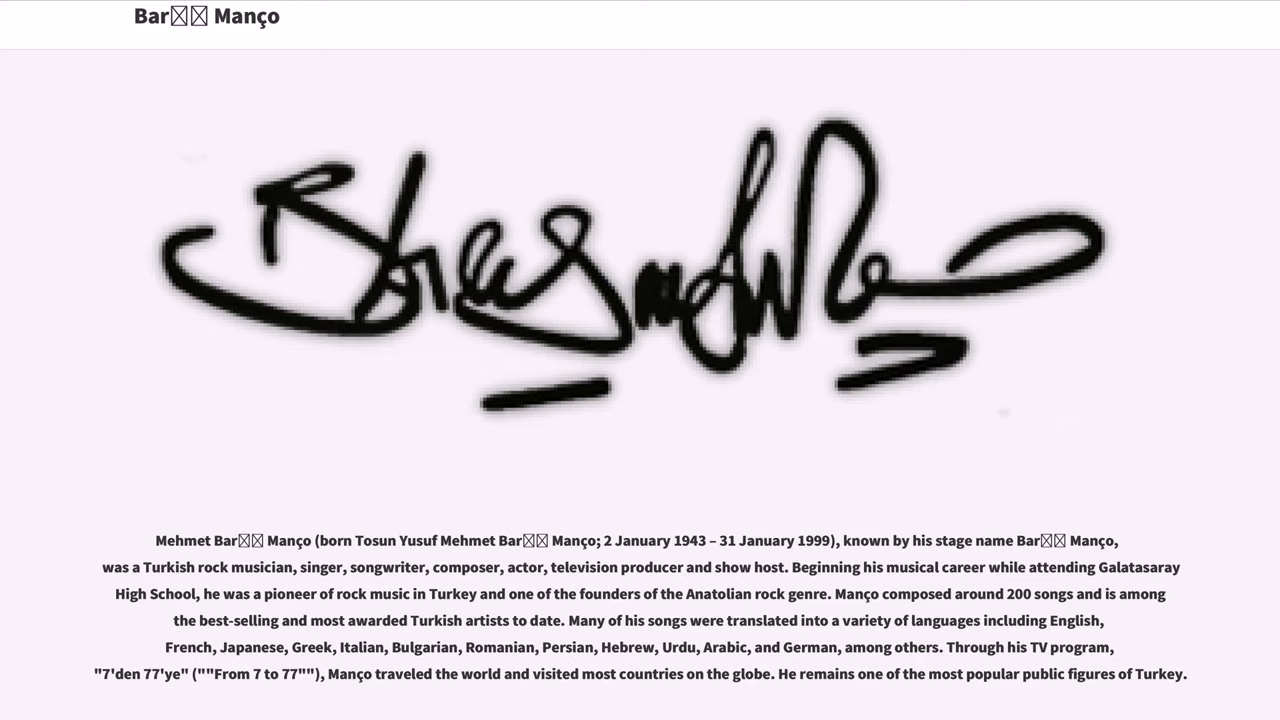 Bar□□ Manço
Mehmet Bar□□ Manço (born Tosun Yusuf Mehmet Bar□□ Manço; 2 January 1943 – 31 January 1999), known by his stage name Bar□□ Manço,
was a Turkish rock musician, singer, songwriter, composer, actor, television producer and show host. Beginning his musical career while attending Galatasaray
High School, he was a pioneer of rock music in Turkey and one of the founders of the Anatolian rock genre. Manço composed around 200 songs and is among
the best-selling and most awarded Turkish artists to date. Many of his songs were translated into a variety of languages including English,
French, Japanese, Greek, Italian, Bulgarian, Romanian, Persian, Hebrew, Urdu, Arabic, and German, among others. Through his TV program,
"7'den 77'ye" (""From 7 to 77""), Manço traveled the world and visited most countries on the globe. He remains one of the most popular public figures of Turkey.